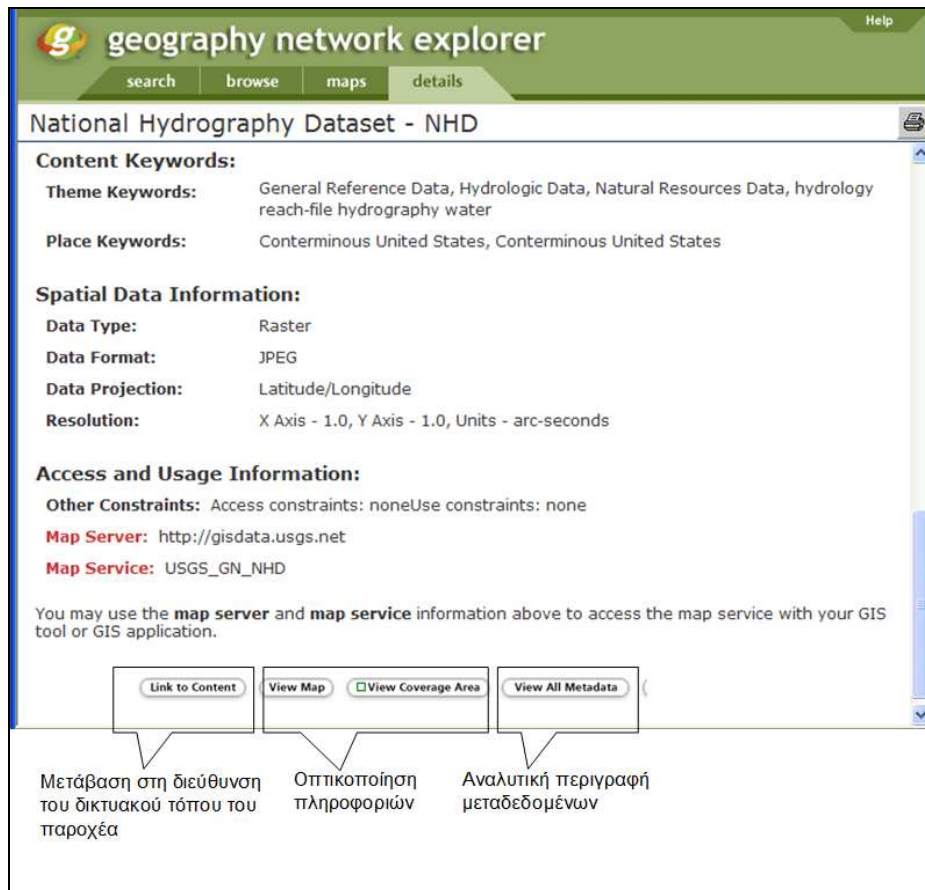 Help
g geography network explorer
search browse maps details
National Hydrography Dataset - NHD
Content Keywords:
Theme Keywords: General Reference Data, Hydrologic Data, Natural Resources Data, hydrology
reach-file hydrography water
Place Keywords: Conterminous United States, Conterminous United States
Spatial Data Information:
Data Type: Raster
Data Format: JPEG
Data Projection: Latitude/Longitude
Resolution: X Axis - 1.0, Y Axis - 1.0, Units - arc-seconds
Access and Usage Information:
Other Constraints: Access constraints: noneUse constraints: none
Map Server: http://gisdata.usgs.net
Map Service: USGS_GN_NHD
You may use the map server and map service information above to access the map service with your GIS
tool or GIS application.
Link to Content View Map View Coverage Area View All Metadata
Μετάβαση στη διεύθυνση
του δικτυακού τόπου του
παροχέα
Οπτικοποίηση
πληροφοριών
Αναλυτική περιγραφή
μεταδεδομένων